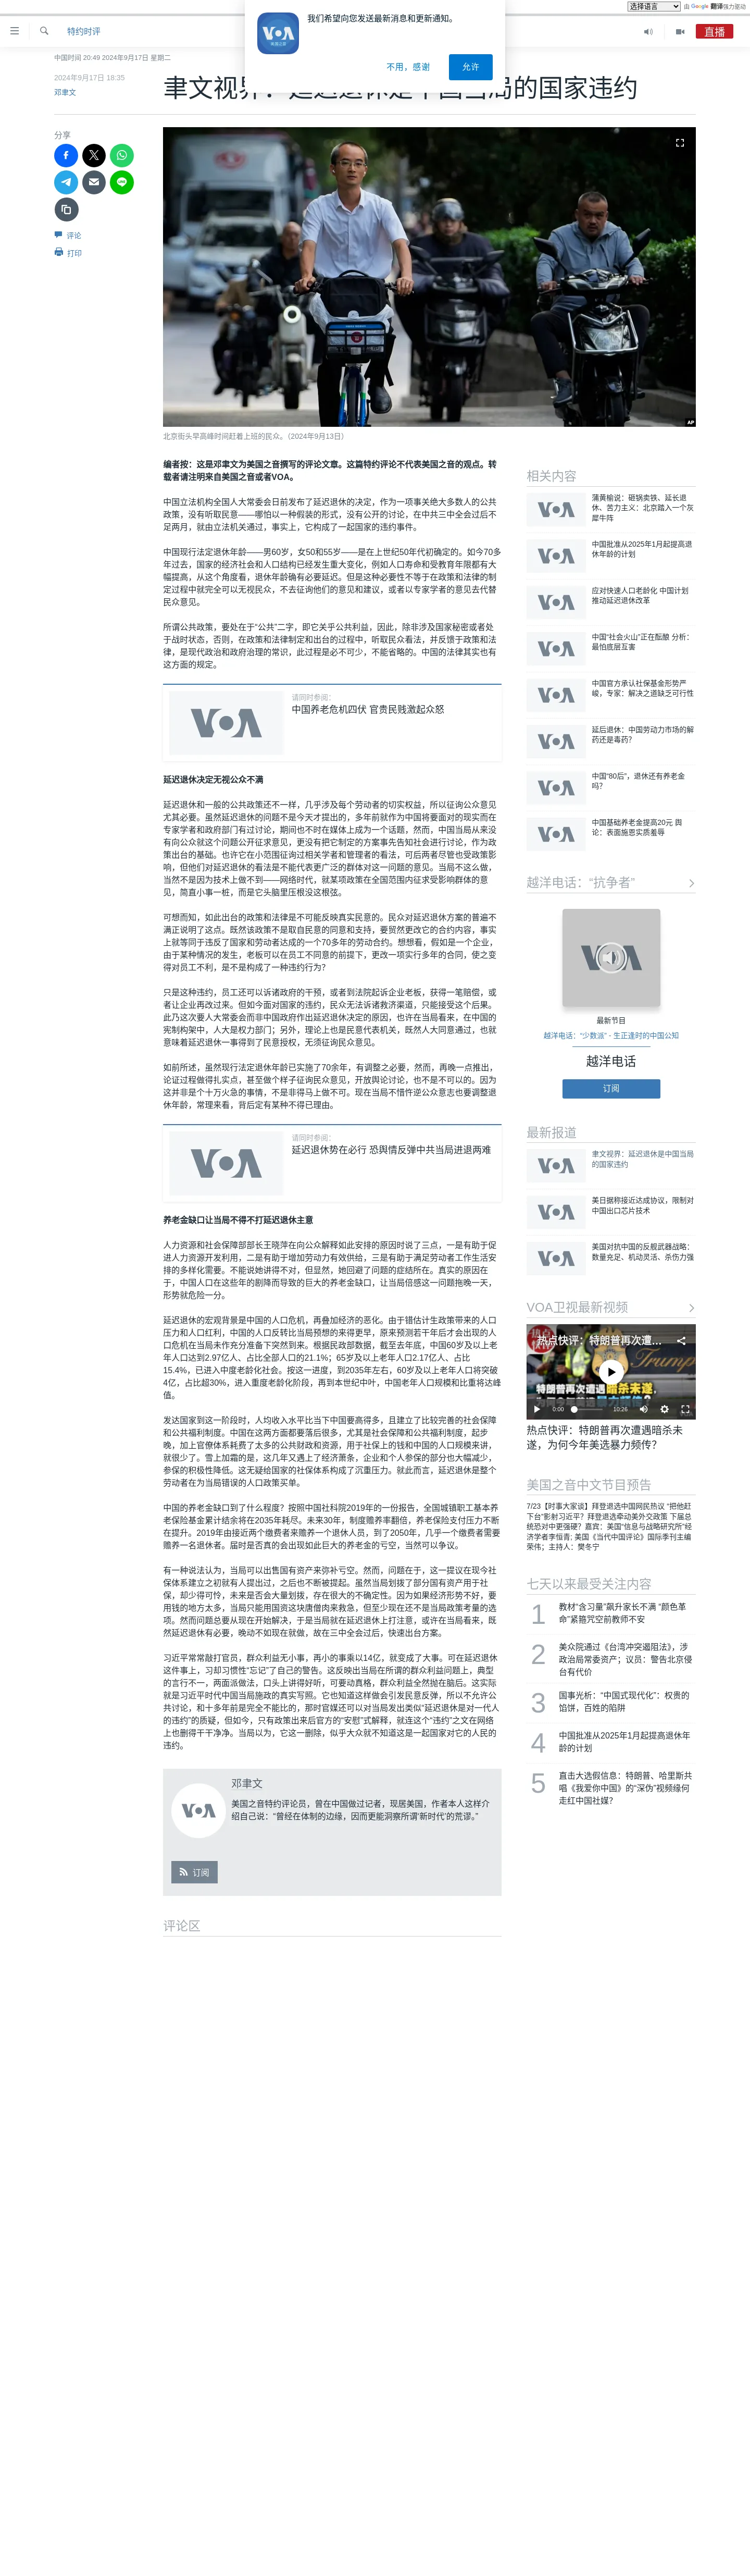 选择语言
由 Google 翻译强力驱动
我们希望向您发送最新消息和更新通知。
不用，感谢
允许
特约时评
直播
中国时间 20:49 2024年9月17日 星期二
2024年9月17日 18:35
邓聿文
聿文视界：延迟退休是中国当局的国家违约
分享
评论
打印
AP
北京街头早高峰时间赶着上班的民众。(2024年9月13日)
编者按：这是邓聿文为美国之音撰写的评论文章。这篇特约评论不代表美国之音的观点。转
载者请注明来自美国之音或者VOA。
中国立法机构全国人大常委会日前发布了延迟退休的决定，作为一项事关绝大多数人的公共
政策，没有听取民意——哪怕以一种假装的形式，没有公开的讨论，在中共三中全会过后不
足两月，就由立法机关通过，事实上，它构成了一起国家的违约事件。
中国现行法定退休年龄——男60岁，女50和55岁——是在上世纪50年代初确定的。如今70多
年过去，国家的经济社会和人口结构已经发生重大变化，例如人口寿命和受教育年限都有大
幅提高，从这个角度看，退休年龄确有必要延迟。但是这种必要性不等于在政策和法律的制
定过程中就完全可以无视民意，不去征询他们的意见和建议，或者以专家学者的意见去代替
民众意见。
所谓公共政策，要处在于“公共”二字，即它关乎公共利益，因此，除非涉及国家秘密或者处
于战时状态，否则，在政策和法律制定和出台的过程中，听取民众看法，并反馈于政策和法
律，是现代政治和政府治理的常识，此过程是必不可少，不能省略的。中国的法律其实也有
这方面的规定。
VOA
请同时参阅:
中国养老危机四伏 官贵民贱激起众怒
延迟退休决定无视公众不满
延迟退休和一般的公共政策还不一样，几乎涉及每个劳动者的切实权益，所以征询公众意见
尤其必要。虽然延迟退休的问题不是今天才提出的，多年前就作为中国将要面对的现实而在
专家学者和政府部门有过讨论，期间也不时在媒体上成为一个话题，然而，中国当局从来没
有向公众就这个问题公开征求意见，更没有把它制定的方案事先告知社会进行讨论，作为政
策出台的基础。也许它在小范围征询过相关学者和管理者的看法，可后两者尽管也受政策影
响，但他们对延迟退休的看法是不能代表更广泛的群体对这一问题的意见。当局不这么做，
当然不是因为技术上做不到——网络时代，就某项政策在全国范围内征求受影响群体的意
见，简直小事一桩，而是它头脑里压根没这根弦。
可想而知，如此出台的政策和法律是不可能反映真实民意的。民众对延迟退休方案的普遍不
满正说明了这点。既然该政策不是取自民意的同意和支持，要贸然更改它的合约内容，事实
上就等同于违反了国家和劳动者达成的一个70多年的劳动合约。想想看，假如是一个企业，
由于某种情况的发生，老板可以在员工不同意的前提下，更改一项实行多年的合同，使之变
得对员工不利，是不是构成了一种违约行为？
只是这种违约，员工还可以诉诸政府的干预，或者到法院起诉企业老板，获得一笔赔偿，或
者让企业再改过来。但如今面对国家的违约，民众无法诉诸救济渠道，只能接受这个后果。
此乃这次要人大常委会而非中国政府作出延迟退休决定的原因，也许在当局看来，在中国的
宪制构架中，人大是权力部门；另外，理论上也是民意代表机关，既然人大同意通过，也就
意味着延迟退休一事得到了民意授权，无须征询民众意见。
如前所述，虽然现行法定退休年龄已实施了70余年，有调整之必要，然而，再晚一点推出，
论证过程做得扎实点，甚至做个样子征询民众意见，开放舆论讨论，也不是不可以的。因为
这并非是个十万火急的事情，不是非得马上做不可。现在当局不惜忤逆公众意志也要调整退
休年龄，常理来看，背后定有某种不得已理由。
VOA
请同时参阅:
延迟退休势在必行 恐舆情反弹中共当局进退两难
养老金缺口让当局不得不打延迟退休主意
人力资源和社会保障部部长王晓萍在向公众解释如此安排的原因时说了三点，一是有助于促
进人力资源开发利用，二是有助于增加劳动力有效供给，三是有助于满足劳动者工作生活安
排的多样化需要。不能说她讲得不对，但显然，她回避了问题的症结所在。真实的原因在
于，中国人口在这些年的剧降而导致的巨大的养老金缺口，让当局倍感这一问题拖晚一天，
形势就危险一分。
延迟退休的宏观背景是中国的人口危机，再叠加经济的恶化。由于错估计生政策带来的人口
压力和人口红利，中国的人口反转比当局预想的来得更早，原来预测若干年后才会出现的人
口危机在当局未作充分准备下突然到来。根据民政部数据，截至去年底，中国60岁及以上老
年人口达到2.97亿人、占比全部人口的21.1%；65岁及以上老年人口2.17亿人、占比
15.4%，已进入中度老龄化社会。按这一进度，到2035年左右，60岁及以上老年人口将突破
4亿，占比超30%，进入重度老龄化阶段，再到本世纪中叶，中国老年人口规模和比重将达峰
值。
发达国家到这一阶段时，人均收入水平比当下中国要高得多，且建立了比较完善的社会保障
和公共福利制度。中国在这两方面都要落后很多，尤其是社会保障和公共福利制度，起步
晚，加上官僚体系耗费了太多的公共财政和资源，用于社保上的钱和中国的人口规模来讲，
就很少了。雪上加霜的是，这几年又遇上了经济萧条，企业和个人参保的部分也大幅减少，
参保的积极性降低。这无疑给国家的社保体系构成了沉重压力。就此而言，延迟退休是整个
劳动者在为当局错误的人口政策买单。
中国的养老金缺口到了什么程度？按照中国社科院2019年的一份报告，全国城镇职工基本养
老保险基金累计结余将在2035年耗尽。未来30年，制度赡养率翻倍，养老保险支付压力不断
在提升。2019年由接近两个缴费者来赡养一个退休人员，到了2050年，几乎一个缴费者需要
赡养一名退休者。届时是否真的会出现如此巨大的养老金的亏空，当然可以争议。
有一种说法认为，当局可以出售国有资产来弥补亏空。然而，问题在于，这一提议在现今社
保体系建立之初就有人提出过，之后也不断被提起。虽然当局划拨了部分国有资产用于社
保，却少得可怜，未来是否会大量划拨，存在很大的不确定性。因为如果经济形势不好，要
用钱的地方太多，当局只能用国资这块唐僧肉来救急，但至少现在还不是当局政策考量的选
项。然而问题总要从现在开始解决，于是当局就在延迟退休上打注意，或许在当局看来，既
然延迟退休有必要，晚动不如现在就做，故在三中全会过后，快速出台方案。
习近平常常敲打官员，群众利益无小事，再小的事乘以14亿，就变成了大事。可在延迟退休
这件事上，习却习惯性“忘记”了自己的警告。这反映出当局在所谓的群众利益问题上，典型
的言行不一，两面派做法，口头上讲得好听，可要动真格，群众利益全然抛在脑后。这实际
就是习近平时代中国当局施政的真实写照。它也知道这样做会引发民意反弹，所以不允许公
共讨论，和十多年前是完全不能比的，那时官媒还可以对当局发出类似“延迟退休是对一代人
的违约”的质疑，但如今，只有政策出来后官方的“安慰”式解释，就连这个“违约”之文在网络
上也删得干干净净。当局以为，它这一删除，似乎大众就不知道这是一起国家对它的人民的
违约。
VOA
邓聿文
美国之音特约评论员，曾在中国做过记者，现居美国，作者本人这样介
绍自己说：“曾经在体制的边缘，因而更能洞察所谓‘新时代’的荒谬。”
订阅
评论区
相关内容
蒲黄榆说：砸锅卖铁、延长退
休、苦力主义：北京踏入一个灰
犀牛阵
中国批准从2025年1月起提高退
休年龄的计划
应对快速人口老龄化 中国计划
推动延迟退休改革
中国“社会火山”正在酝酿 分析：
最怕底层互害
中国官方承认社保基金形势严
峻，专家：解决之道缺乏可行性
延后退休：中国劳动力市场的解
药还是毒药？
中国“80后”，退休还有养老金
吗？
中国基础养老金提高20元 舆
论：表面施恩实质羞辱
越洋电话：“抗争者”
最新节目
越洋电话：“少数派” - 生正逢时的中国公知
越洋电话
订阅
最新报道
聿文视界：延迟退休是中国当局
的国家违约
美日据称接近达成协议，限制对
中国出口芯片技术
美国对抗中国的反舰武器战略：
数量充足、机动灵活、杀伤力强
VOA卫视最新视频
热点快评：特朗普再次遭...
特朗普再次遭遇暗杀未遂，
0:00
10:26
热点快评：特朗普再次遭遇暗杀未
遂，为何今年美选暴力频传？
美国之音中文节目预告
7/23【时事大家谈】拜登退选中国网民热议 “把他赶
下台”影射习近平？拜登退选牵动美外交政策 下届总
统恐对中更强硬？嘉宾：美国“信息与战略研究所”经
济学者李恒青; 美国《当代中国评论》国际季刊主编
荣伟；主持人：樊冬宁
七天以来最受关注内容
1
教材“含习量”飙升家长不满 “颜色革
命”紧箍咒空前教师不安
2
美众院通过《台湾冲突遏阻法》，涉
政治局常委资产；议员：警告北京侵
台有代价
3
国事光析：“中国式现代化”：权贵的
馅饼，百姓的陷阱
4
中国批准从2025年1月起提高退休年
龄的计划
5
直击大选假信息：特朗普、哈里斯共
唱《我爱你中国》的“深伪”视频缘何
走红中国社媒？